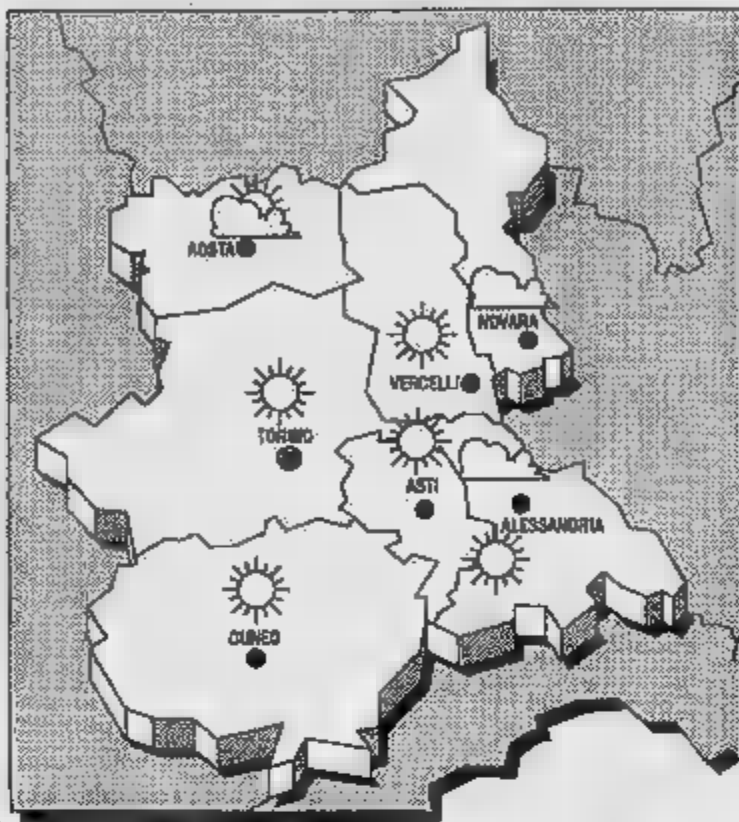 AOSTA
NOVARA
VERCELLI
TORINO
ASTI
ALESSANDRIA
CUNEO